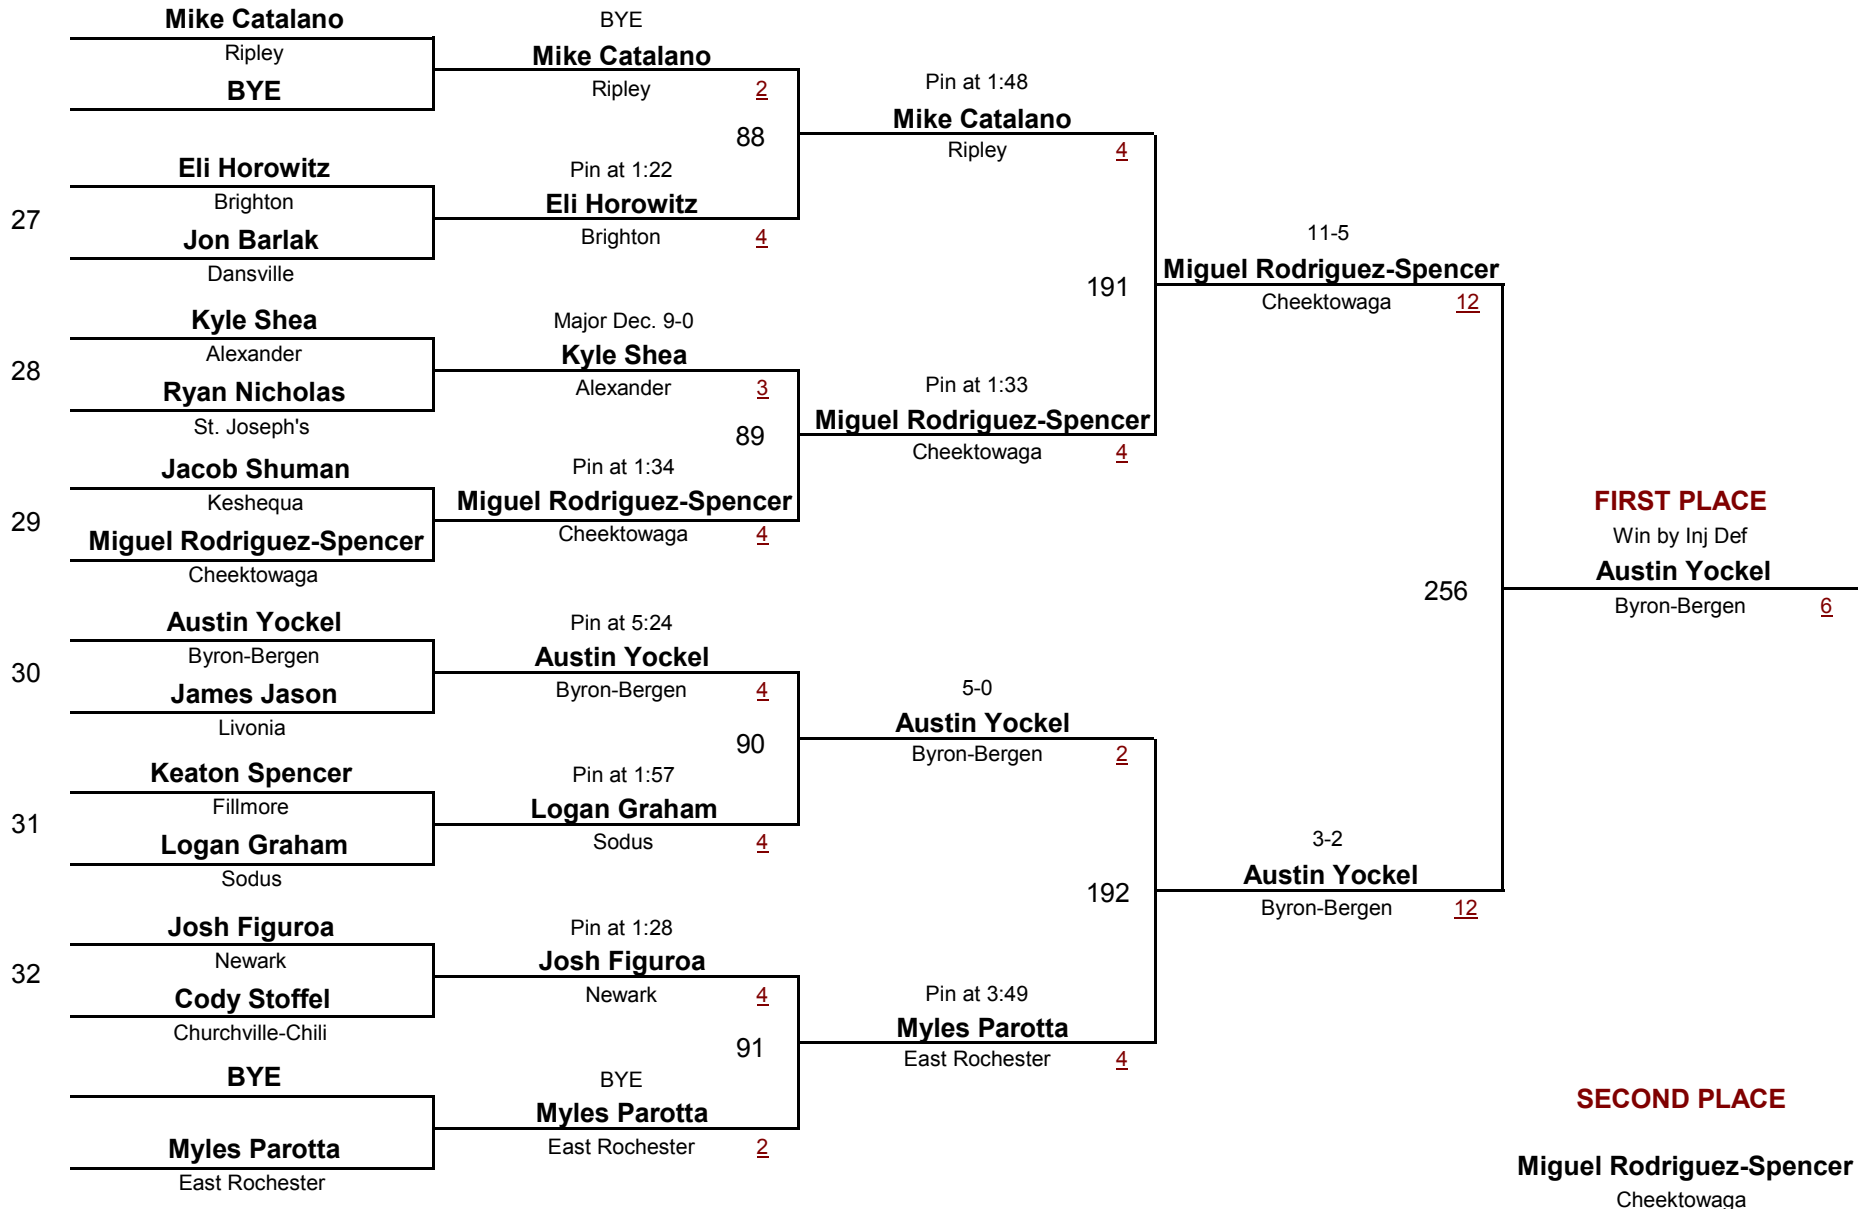 Mike Catalano
Ripley
BYE
27
Eli Horowitz
Brighton
Jon Barlak
Dansville
28
Kyle Shea
Alexander
Ryan Nicholas
St. Joseph's
29
Jacob Shuman
Keshequa
Miguel Rodriguez-Spencer
Cheektowaga
30
Austin Yockel
Byron-Bergen
James Jason
Livonia
31
Keaton Spencer
Fillmore
Logan Graham
Sodus
32
Josh Figuroa
Newark
Cody Stoffel
Churchville-Chili
BYE
Myles Parotta
East Rochester
BYE
Mike Catalano
Ripley 2
88
Pin at 1:22
Eli Horowitz
Brighton 4
Major Dec. 9-0
Kyle Shea
Alexander 3
89
Pin at 1:34
Miguel Rodriguez-Spencer
Cheektowaga 4
Pin at 5:24
Austin Yockel
Byron-Bergen 4
90
Pin at 1:57
Logan Graham
Sodus 4
Pin at 1:28
Josh Figuroa
Newark 4
91
BYE
Myles Parotta
East Rochester 2
Pin at 1:48
Mike Catalano
Ripley 4
191
Pin at 1:33
Miguel Rodriguez-Spencer
Cheektowaga 4
5-0
Austin Yockel
Byron-Bergen 2
192
Pin at 3:49
Myles Parotta
East Rochester 4
11-5
Miguel Rodriguez-Spencer
Cheektowaga 12
256
3-2
Austin Yockel
Byron-Bergen 12
FIRST PLACE
Win by Inj Def
Austin Yockel
Byron-Bergen 6
SECOND PLACE
Miguel Rodriguez-Spencer
Cheektowaga